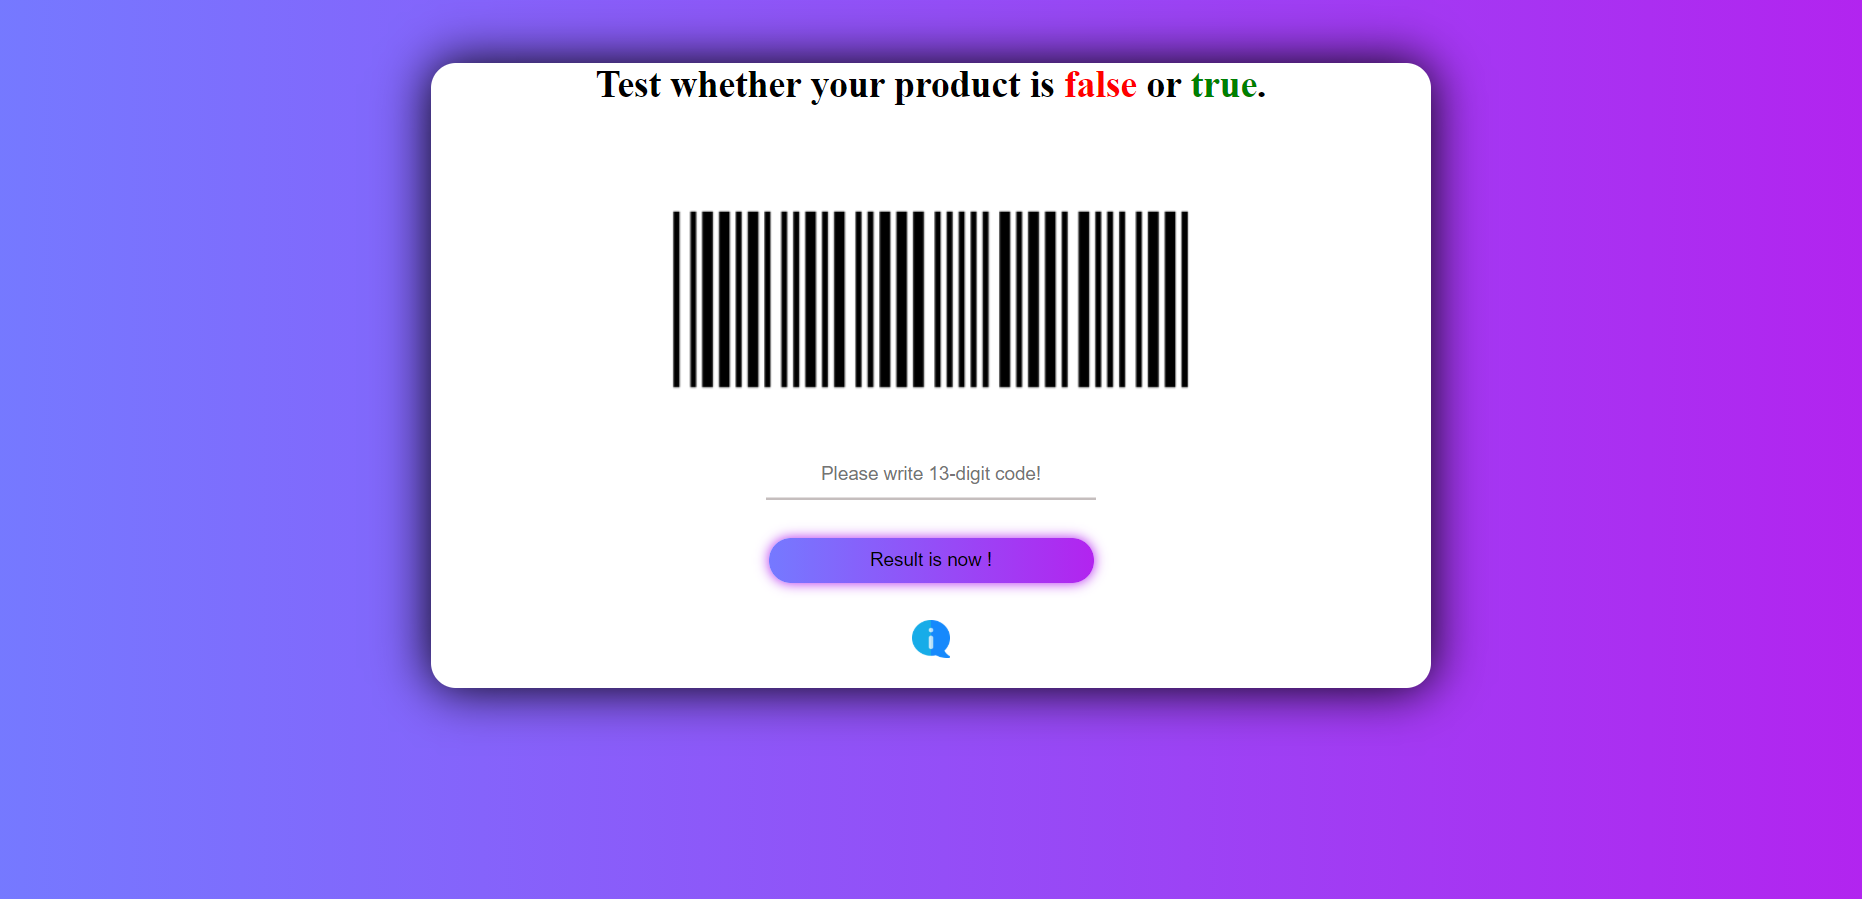 Test whether your product is false or true.
Please write 13-digit code!
Result is now !
i